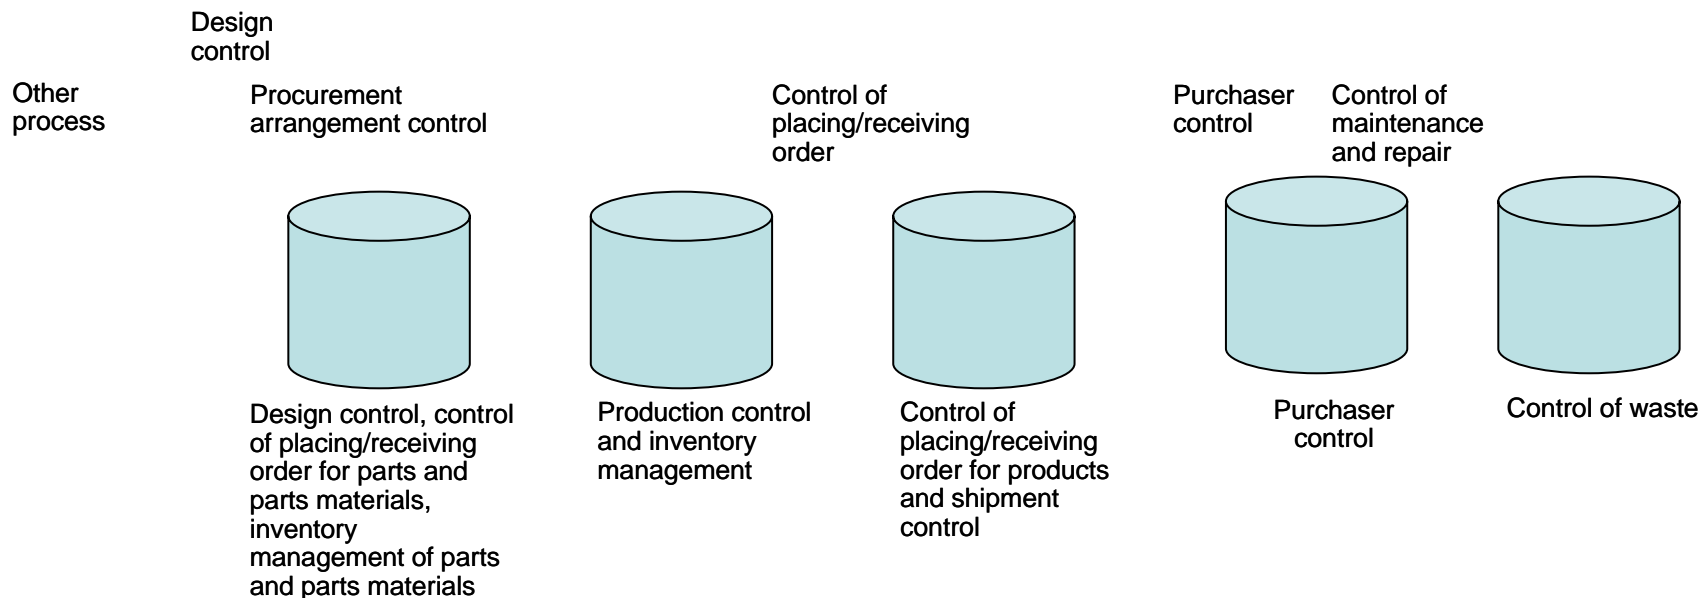 Design
control
Other
process
Procurement
arrangement control
Control of
placing/receiving
order
Purchaser
control
Control of
maintenance
and repair
Design control, control
of placing/receiving
order for parts and
parts materials,
inventory
management of parts
and parts materials
Production control
and inventory
management
Control of
placing/receiving
order for products
and shipment
control
Purchaser
control
Control of waste